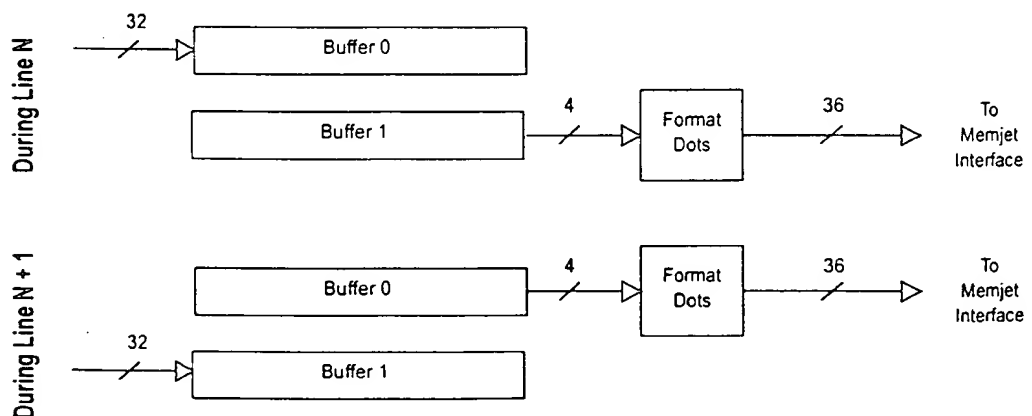 During Line N
32
Buffer 0
Buffer 1
4
Format
Dots
36
To
Memjet
Interface
During Line N + 1
Buffer 0
4
Format
Dots
36
To
Memjet
Interface
32
Buffer 1